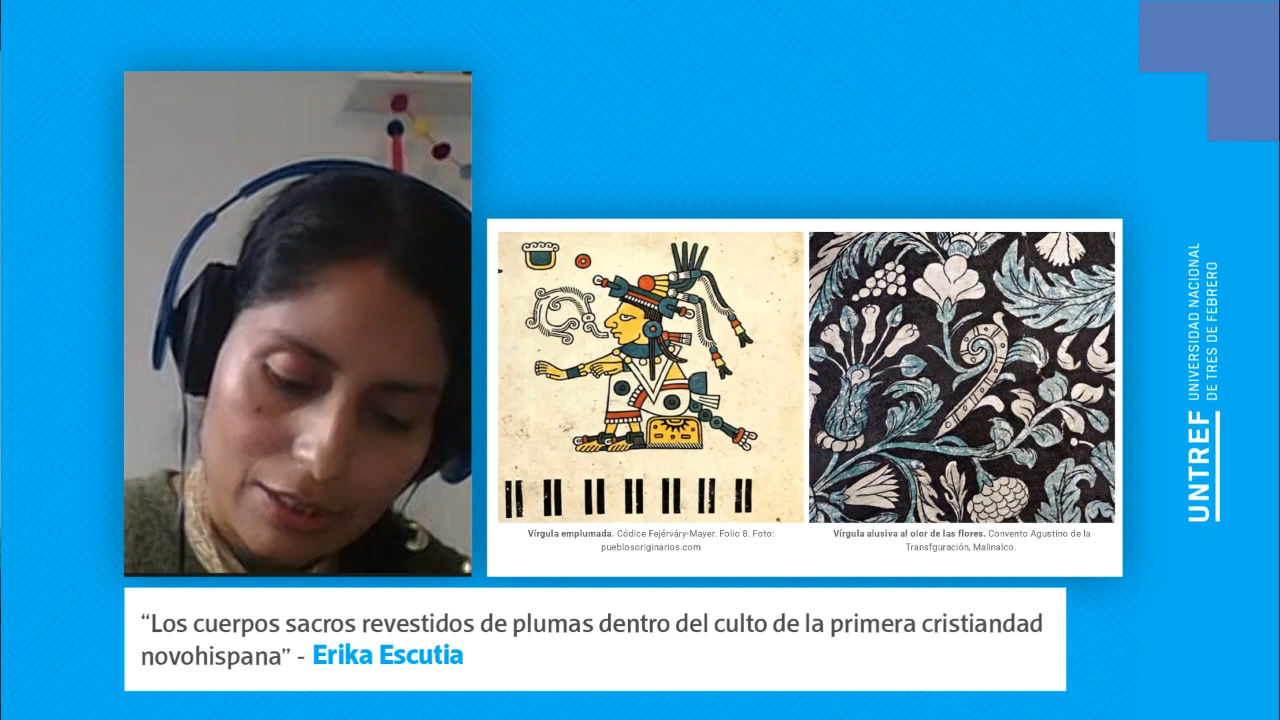 Vírgula emplumada. Códice Fejérváry-Mayer. Folio 8. Foto:
pueblosoriginarios.com
Vírgula alusiva al olor de las flores. Convento Agustino de la
Transfguración, Malinalco.
“Los cuerpos sacros revestidos de plumas dentro del culto de la primera cristiandad
novohispana” - Erika Escutia
UNTREF
UNIVERSIDAD NACIONAL
DE TRES DE FEBRERO